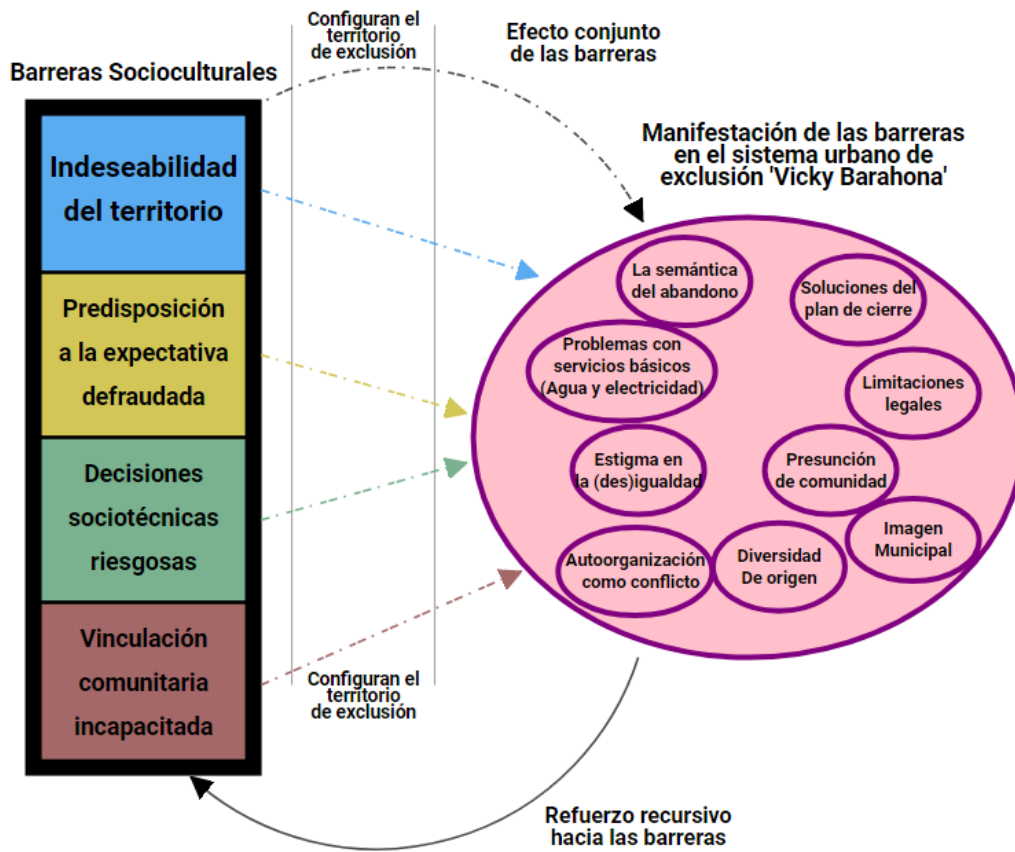 Configuran el
territorio
de exclusión
Efecto conjunto
de las barreras
Barreras Socioculturales
Indeseabilidad
del territorio
Predisposición
a la expectativa
defraudada
Decisiones
sociotécnicas
riesgosas
Vinculación
comunitaria
incapacitada
Manifestación de las barreras
en el sistema urbano de
exclusión 'Vicky Barahona'
La semántica
del abandono
Soluciones del
plan de cierre
Problemas con
servicios básicos
(Agua y electricidad)
Limitaciones
legales
Estigma en
la (des)igualdad
Presunción
de comunidad
Imagen
Municipal
Autoorganización
como conflicto
Diversidad
De origen
Configuran el
territorio
de exclusión
Refuerzo recursivo
hacia las barreras